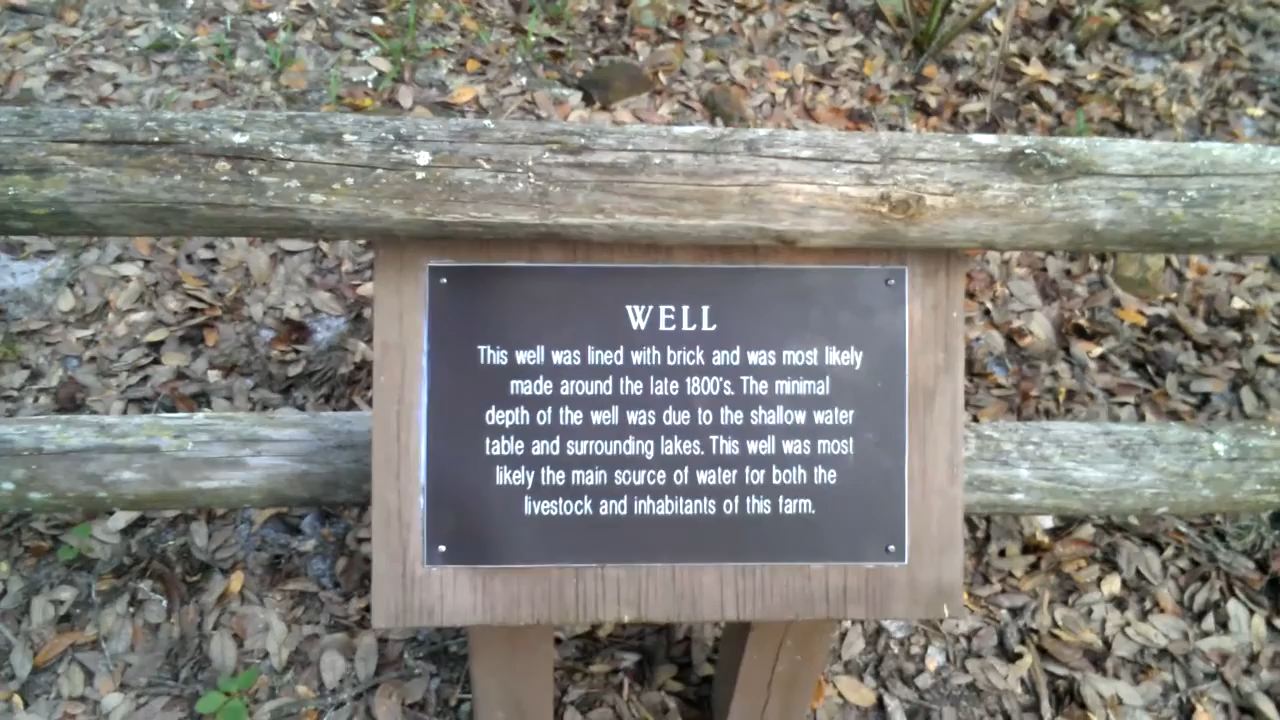 WELL
This well was lined with brick and was most likely
made around the late 1800's. The minimal
depth of the well was due to the shallow water
table and surrounding lakes. This well was most
likely the main source of water for both the
livestock and inhabitants of this farm.